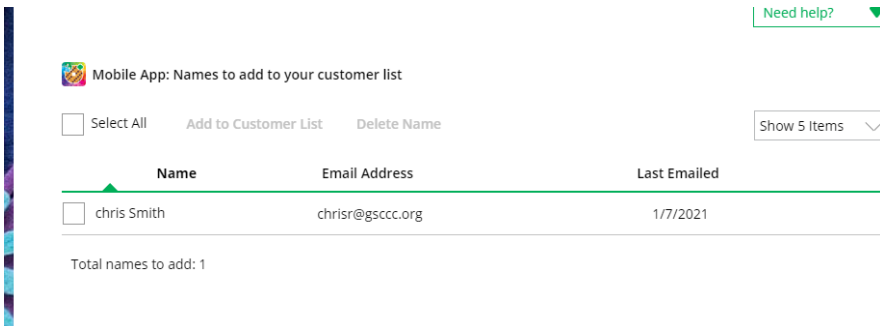 Need help?
Mobile App: Names to add to your customer list
Select All Add to Customer List Delete Name Show 5 Items
Name Email Address Last Emailed
chris Smith chrisr@gsccc.org 1/7/2021
Total names to add: 1